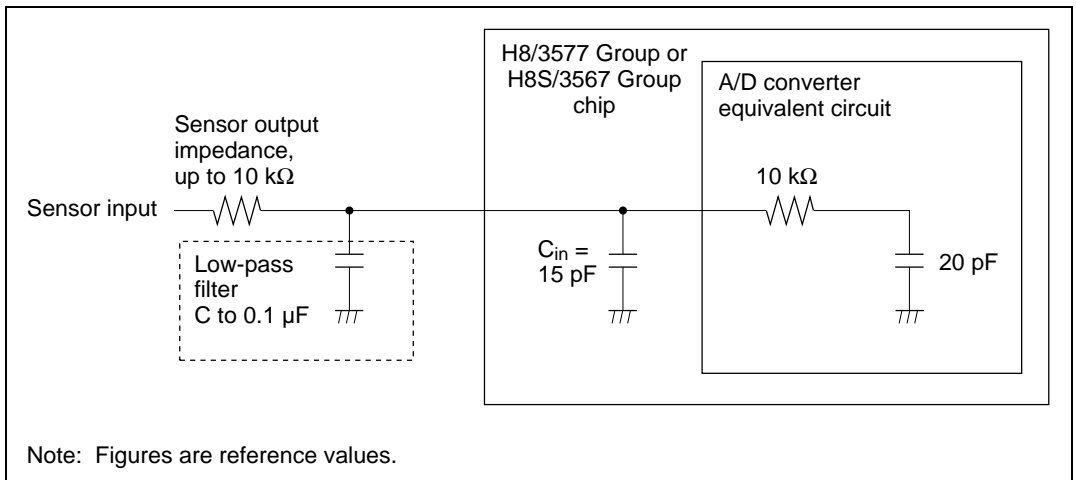 H8/3577 Group or
H8S/3567 Group
chip
A/D converter
equivalent circuit
Sensor output
impedance,
up to 10 kΩ
10 kΩ
Sensor input
Low-pass
filter
C to 0.1 µF
Cin =
15 pF
20 pF
Note: Figures are reference values.